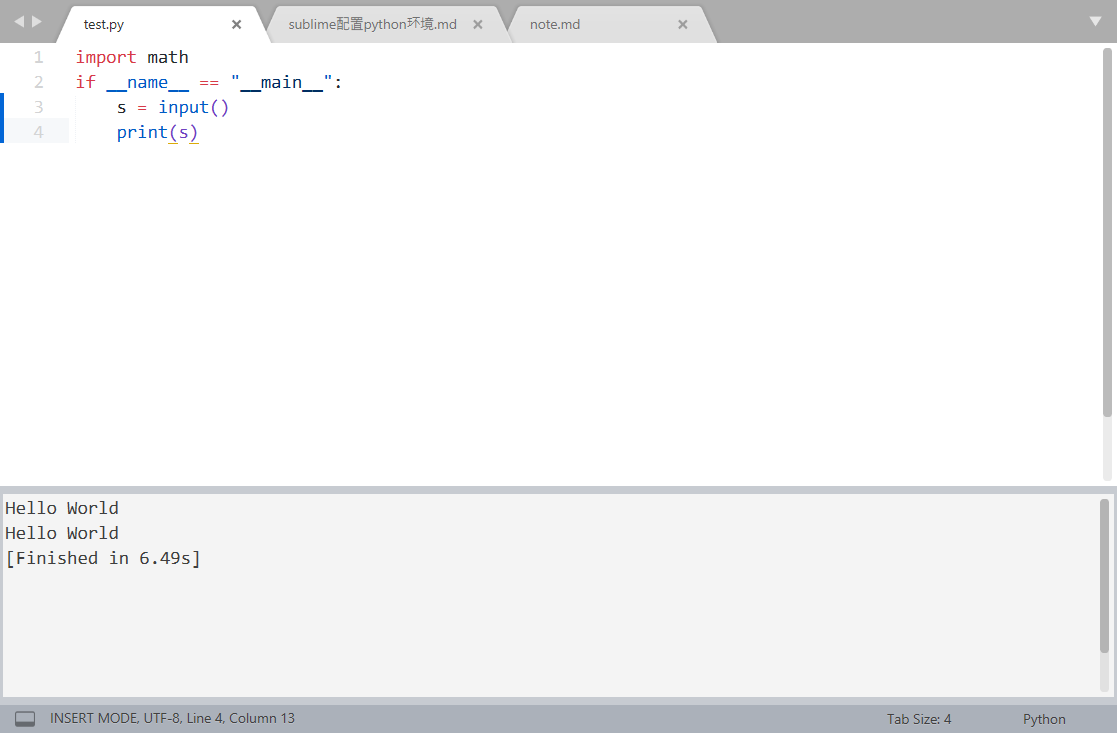 test.py
sublime配置python环境.md
note.md
1 import math
2 if __name__ == "__main__":
3     s = input()
4     print(s)
Hello World
Hello World
[Finished in 6.49s]
INSERT MODE, UTF-8, Line 4, Column 13
Tab Size: 4
Python